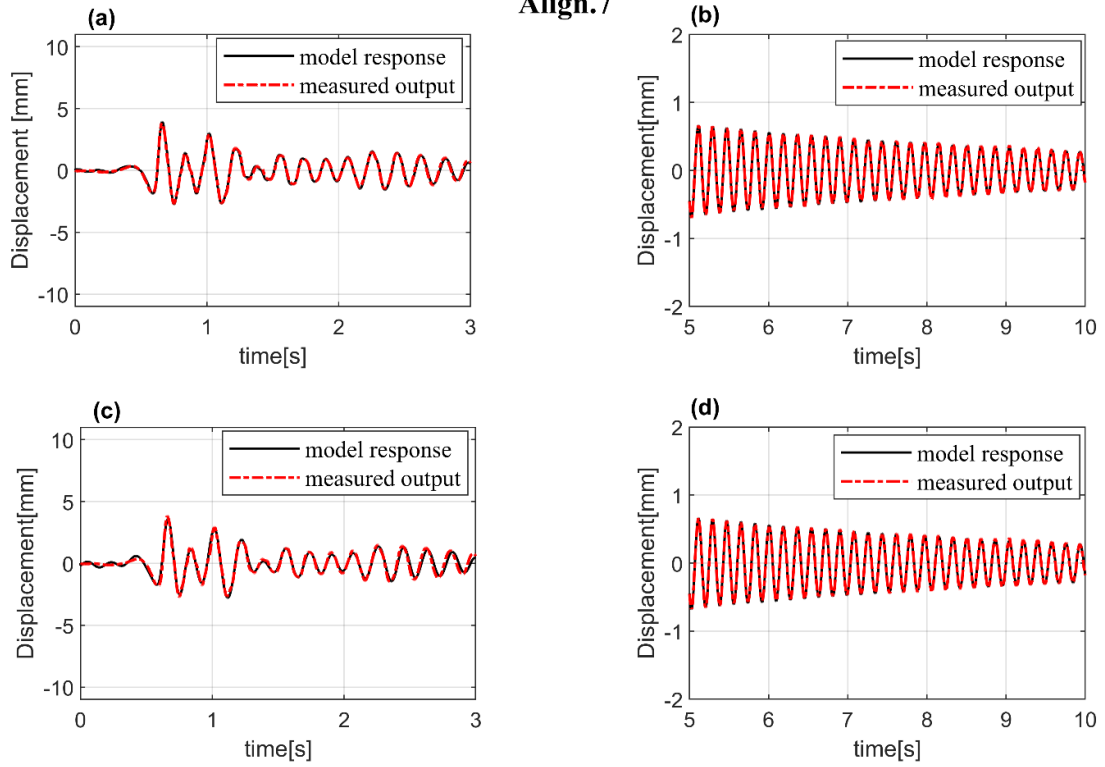 Align.7
(a)
Displacement [mm]
10
5
0
-5
-10
model response
measured output
0 1 2 3
time[s]
(b)
Displacement[mm]
2
1
0
-1
-2
model response
measured output
5 6 7 8 9 10
time[s]
(c)
Displacement[mm]
10
5
0
-5
-10
model response
measured output
0 1 2 3
time[s]
(d)
Displacement[mm]
2
1
0
-1
-2
model response
measured output
5 6 7 8 9 10
time[s]